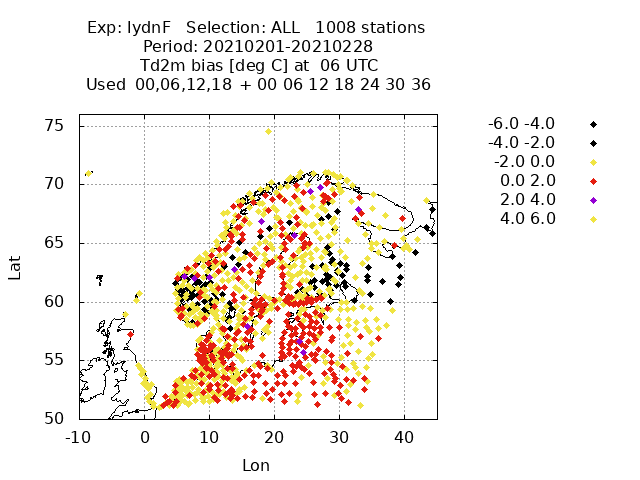 Exp: IydnF   Selection: ALL   1008 stations
Period: 20210201-20210228
Td2m bias [deg C] at  06 UTC
Used  00,06,12,18 + 00 06 12 18 24 30 36
-6.0 -4.0
-4.0 -2.0
-2.0 0.0
0.0 2.0
2.0 4.0
4.0 6.0
75
70
65
60
55
50
Lat
-10 0 10 20 30 40
Lon